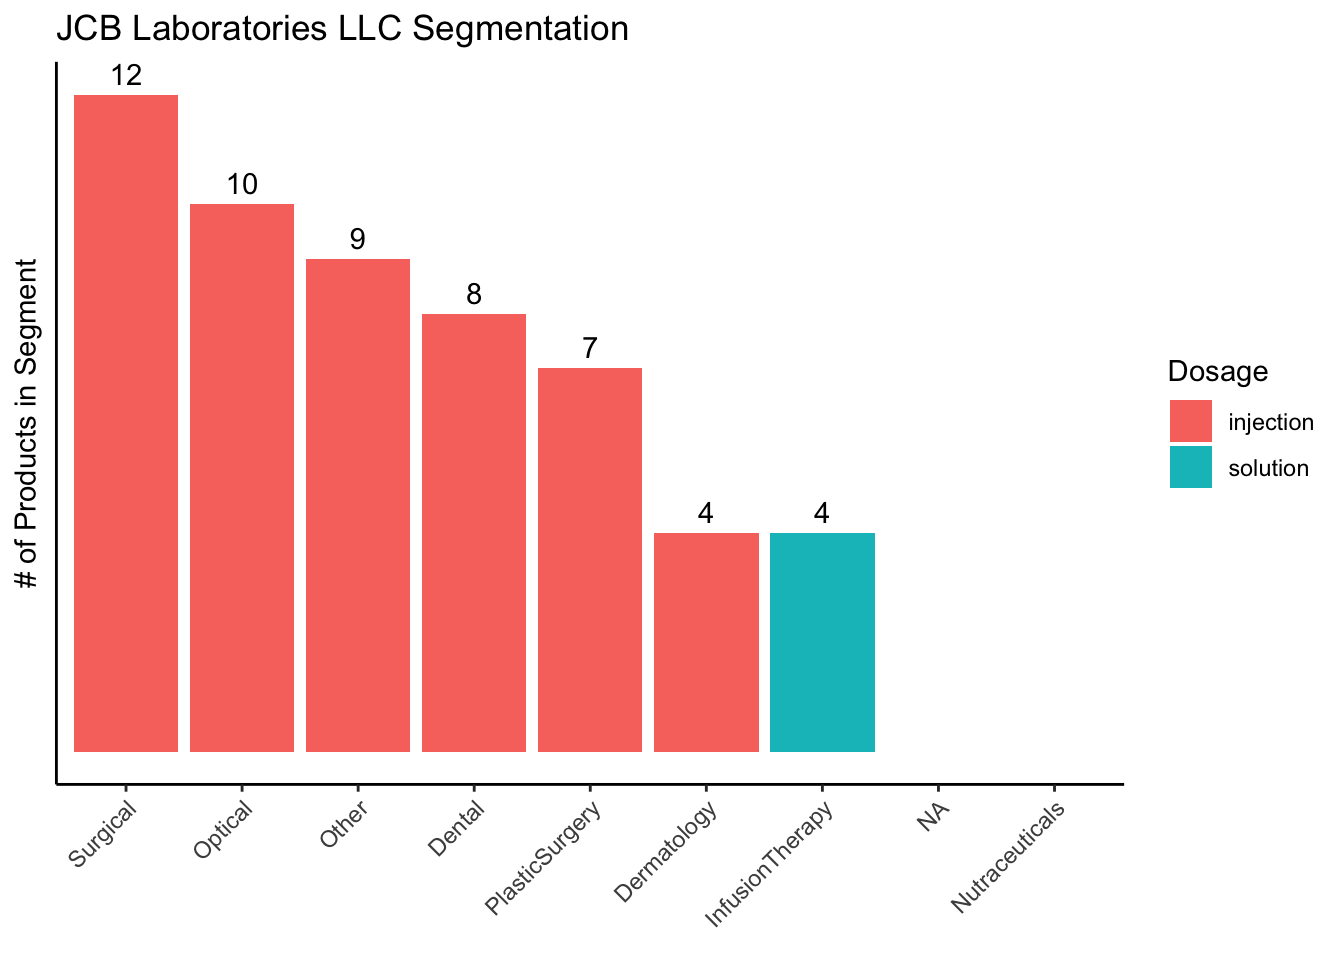 JCB Laboratories LLC Segmentation
12
10
9
8
7
4
4
# of Products in Segment
Surgical
Optical
Other
Dental
PlasticSurgery
Dermatology
InfusionTherapy
NA
Nutraceuticals
Dosage
injection
solution